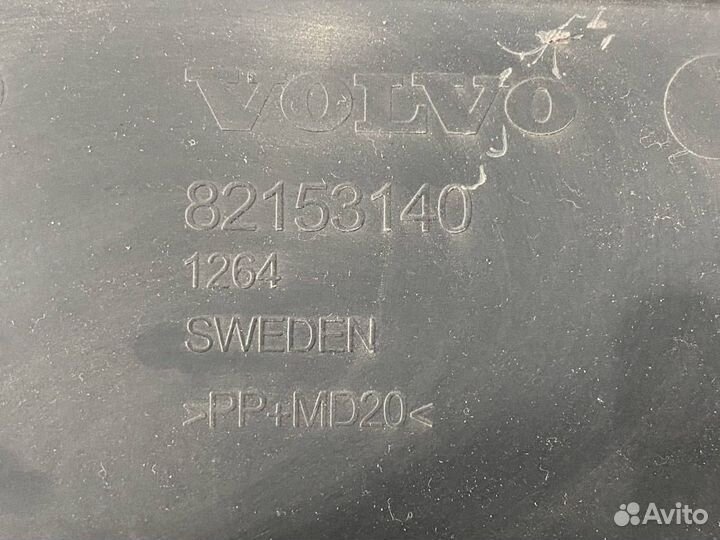 VOLVO
82153140
1264
SWEDEN
>PP+MD20<
Avito